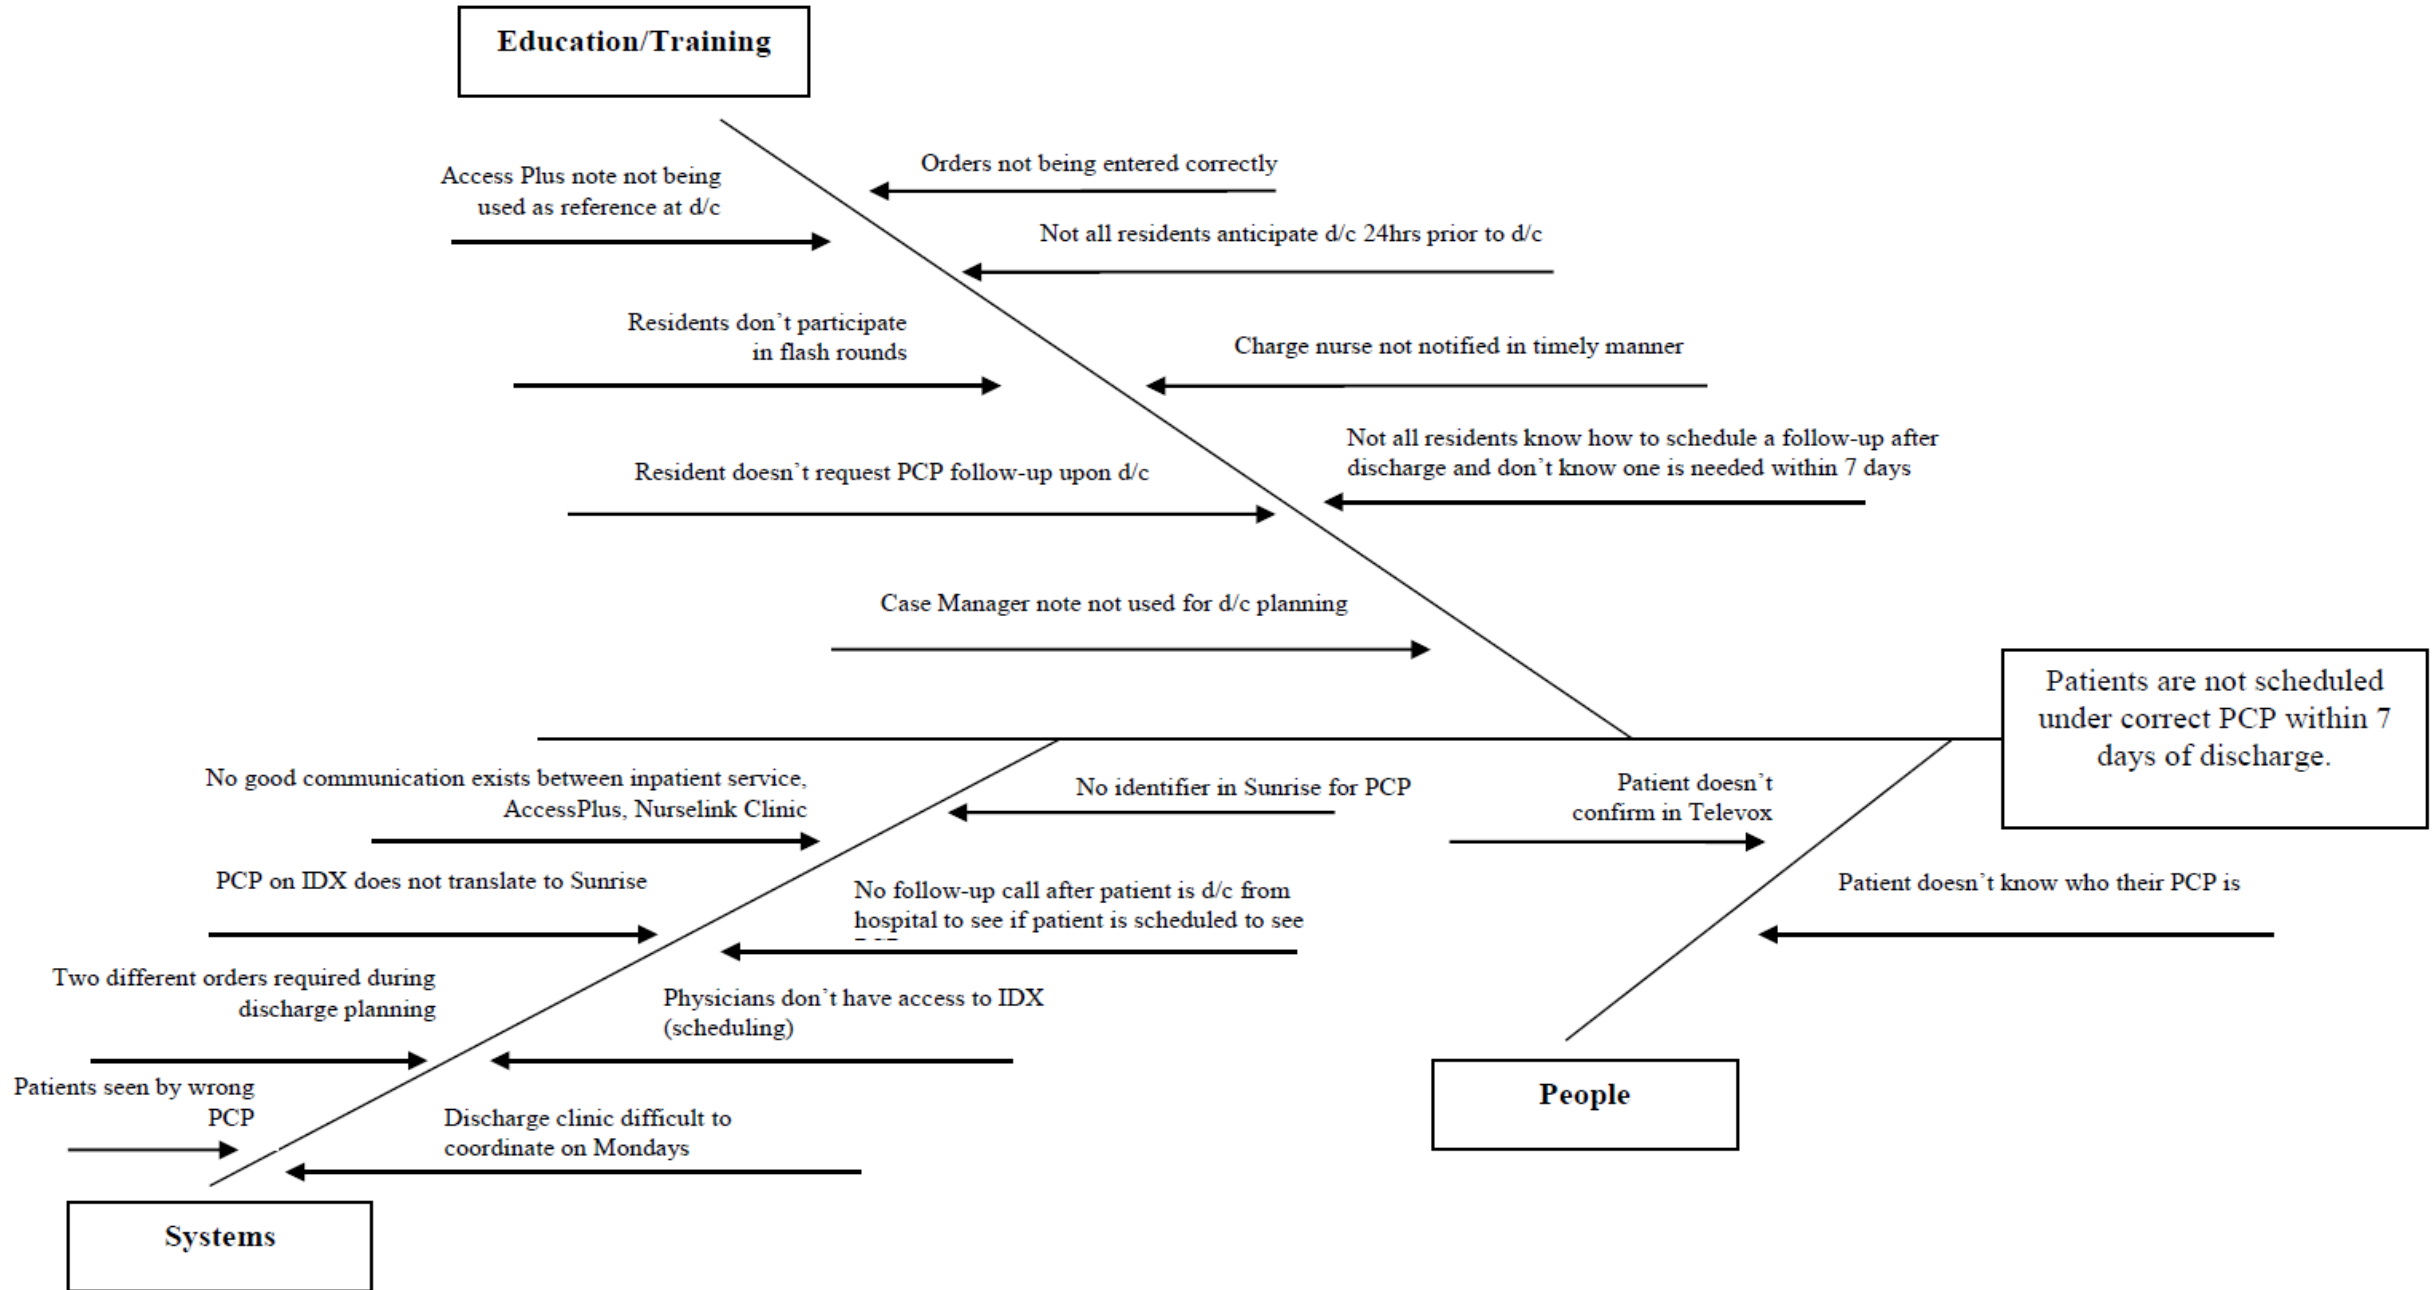 Education/Training
Access Plus note not being
used as reference at d/c
Orders not being entered correctly
Not all residents anticipate d/c 24hrs prior to d/c
Residents don't participate
in flash rounds
Charge nurse not notified in timely manner
Not all residents know how to schedule a follow-up after
discharge and don't know one is needed within 7 days
Resident doesn't request PCP follow-up upon d/c
Case Manager note not used for d/c planning
Patients are not scheduled
under correct PCP within 7
days of discharge.
No good communication exists between inpatient service,
AccessPlus, Nurselink Clinic
No identifier in Sunrise for PCP
Patient doesn't
confirm in Televox
PCP on IDX does not translate to Sunrise
No follow-up call after patient is d/c from
hospital to see if patient is scheduled to see
Patient doesn't know who their PCP is
Two different orders required during
discharge planning
Physicians don't have access to IDX
(scheduling)
Patients seen by wrong
PCP
Discharge clinic difficult to
coordinate on Mondays
People
Systems